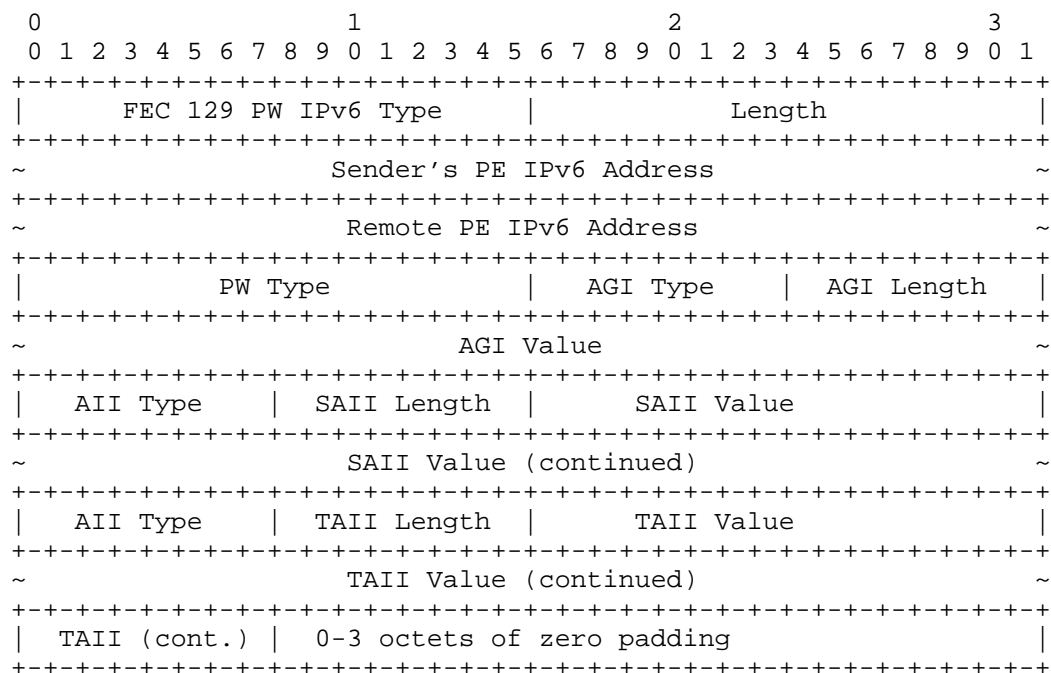 0                   1                   2                   3
 0 1 2 3 4 5 6 7 8 9 0 1 2 3 4 5 6 7 8 9 0 1 2 3 4 5 6 7 8 9 0 1
+-+-+-+-+-+-+-+-+-+-+-+-+-+-+-+-+-+-+-+-+-+-+-+-+-+-+-+-+-+-+-+-+
|      FEC 129 PW IPv6 Type     |            Length             |
+-+-+-+-+-+-+-+-+-+-+-+-+-+-+-+-+-+-+-+-+-+-+-+-+-+-+-+-+-+-+-+-+
~                   Sender’s PE IPv6 Address                    ~
+-+-+-+-+-+-+-+-+-+-+-+-+-+-+-+-+-+-+-+-+-+-+-+-+-+-+-+-+-+-+-+-+
~                    Remote PE IPv6 Address                     ~
+-+-+-+-+-+-+-+-+-+-+-+-+-+-+-+-+-+-+-+-+-+-+-+-+-+-+-+-+-+-+-+-+
|            PW Type            |   AGI Type    |  AGI Length   |
+-+-+-+-+-+-+-+-+-+-+-+-+-+-+-+-+-+-+-+-+-+-+-+-+-+-+-+-+-+-+-+-+
~                           AGI Value                           ~
+-+-+-+-+-+-+-+-+-+-+-+-+-+-+-+-+-+-+-+-+-+-+-+-+-+-+-+-+-+-+-+-+
|   AII Type    |  SAII Length  |      SAII Value               |
+-+-+-+-+-+-+-+-+-+-+-+-+-+-+-+-+-+-+-+-+-+-+-+-+-+-+-+-+-+-+-+-+
~                    SAII Value (continued)                     ~
+-+-+-+-+-+-+-+-+-+-+-+-+-+-+-+-+-+-+-+-+-+-+-+-+-+-+-+-+-+-+-+-+
|   AII Type    |  TAII Length  |      TAII Value               |
+-+-+-+-+-+-+-+-+-+-+-+-+-+-+-+-+-+-+-+-+-+-+-+-+-+-+-+-+-+-+-+-+
~                    TAII Value (continued)                     ~
+-+-+-+-+-+-+-+-+-+-+-+-+-+-+-+-+-+-+-+-+-+-+-+-+-+-+-+-+-+-+-+-+
|  TAII (cont.) |  0-3 octets of zero padding                   |
+-+-+-+-+-+-+-+-+-+-+-+-+-+-+-+-+-+-+-+-+-+-+-+-+-+-+-+-+-+-+-+-+